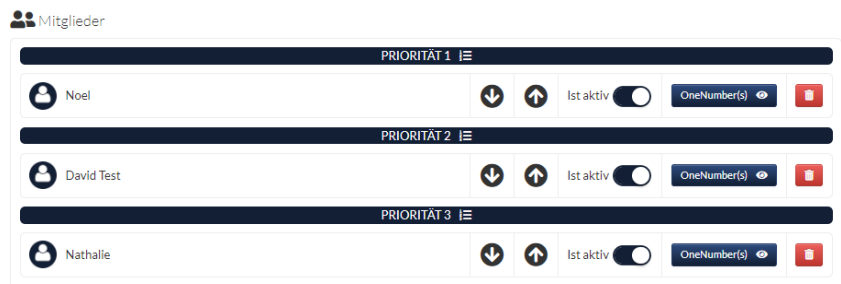 Mitglieder
PRIORITÄT 1
Noel Ist aktiv OneNumber(s)
PRIORITÄT 2
David Test Ist aktiv OneNumber(s)
PRIORITÄT 3
Nathalie Ist aktiv OneNumber(s)